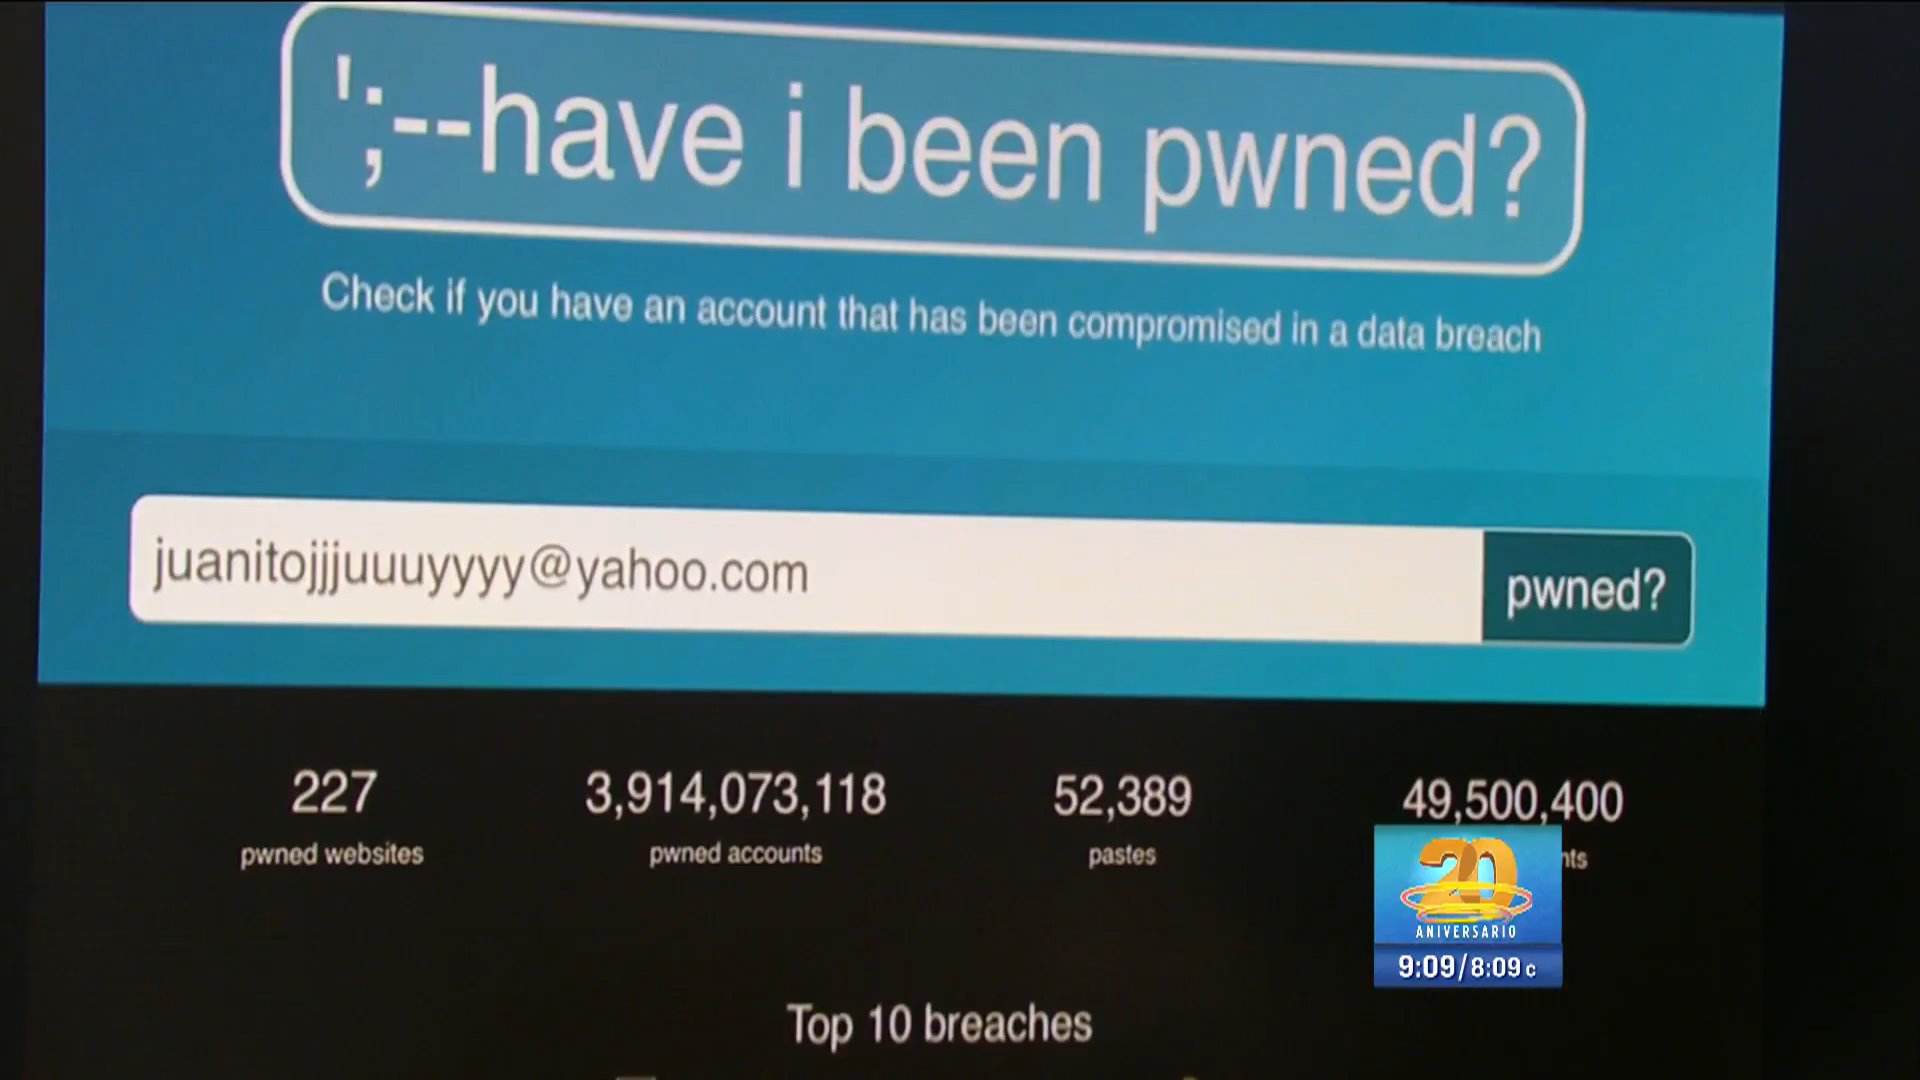 ';--have i been pwned?
Check if you have an account that has been compromised in a data breach
juanitojjjuuuyyyy@yahoo.com
pwned?
227
3,914,073,118
52,389
49,500,400
pwned websites
pwned accounts
pastes
20
ANIVERSARIO
9:09/8:09c
Top 10 breaches